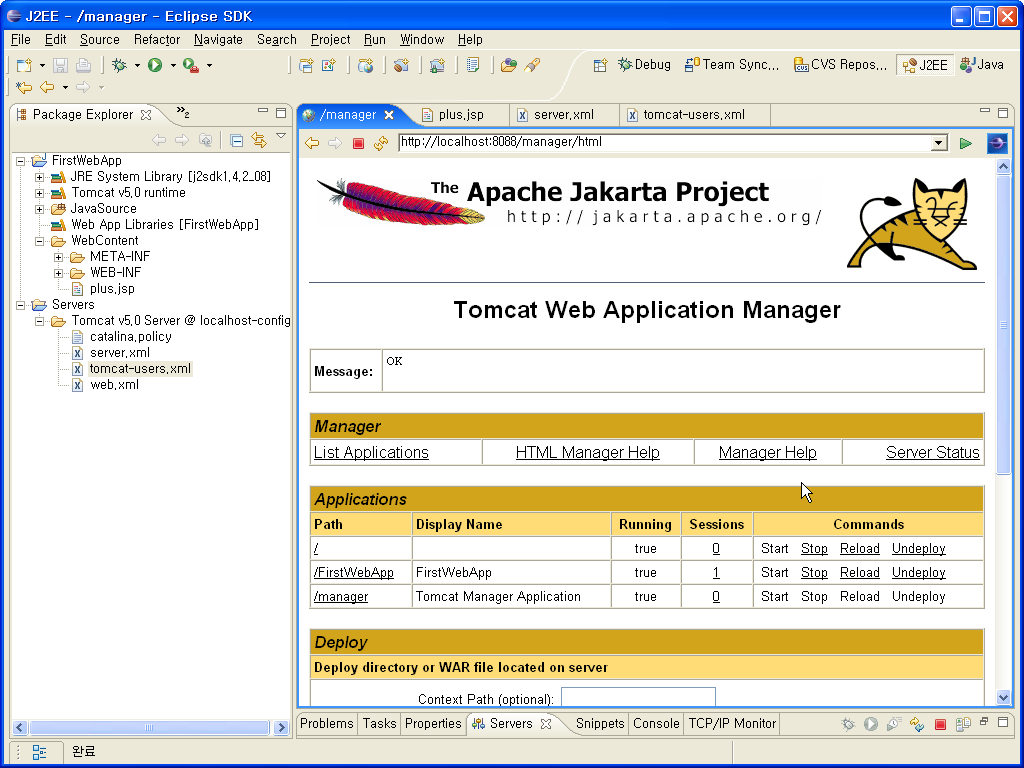 J2EE - /manager - Eclipse SDK
File Edit Source Refactor Navigate Search Project Run Window Help
Debug Team Sync... CVS Repos... J2EE Java
Package Explorer
2
/manager plus.jsp server.xml tomcat-users.xml
http://localhost:8088/manager/html
FirstWebApp
JRE System Library [j2sdk1.4.2_08]
Tomcat v5.0 runtime
JavaSource
Web App Libraries [FirstWebApp]
WebContent
META-INF
WEB-INF
plus.jsp
Servers
Tomcat v5.0 Server @ localhost-config
catalina.policy
server.xml
tomcat-users.xml
web.xml
The Apache Jakarta Project
http://jakarta.apache.org/
Tomcat Web Application Manager
Message: OK
Manager
List Applications HTML Manager Help Manager Help Server Status
Applications
Path Display Name Running Sessions Commands
/ true 0 Start Stop Reload Undeploy
/FirstWebApp FirstWebApp true 1 Start Stop Reload Undeploy
/manager Tomcat Manager Application true 0 Start Stop Reload Undeploy
Deploy
Deploy directory or WAR file located on server
Context Path (optional):
Problems Tasks Properties Servers Snippets Console TCP/IP Monitor
완료